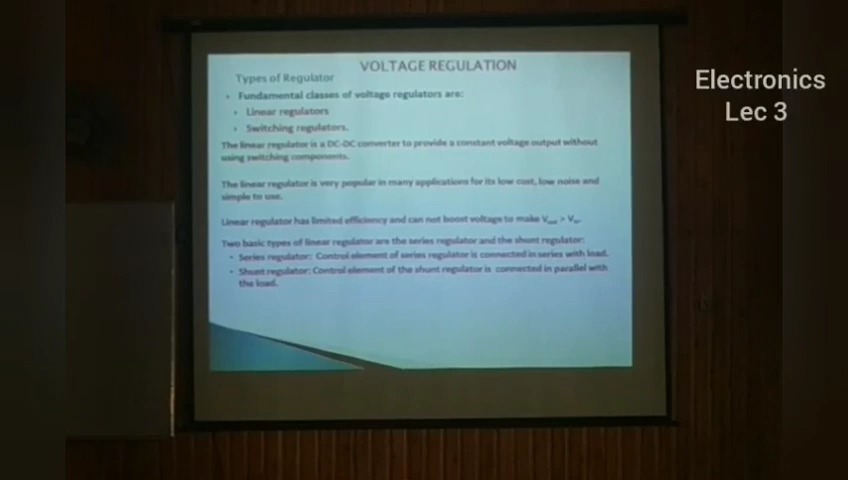 VOLTAGE REGULATION
Types of Regulator
• Fundamental classes of voltage regulators are:
• Linear regulators
• Switching regulators.
The linear regulator is a DC-DC converter to provide a constant voltage output without
using switching components.
The linear regulator is very popular in many applications for its low cost, low noise and
simple to use.
Linear regulator has limited efficiency and can not boost voltage to make Vout > Vin.
Two basic types of linear regulator are the series regulator and the shunt regulator:
• Series regulator: Control element of series regulator is connected in series with load.
• Shunt regulator: Control element of the shunt regulator is connected in parallel with
the load.
Electronics
Lec 3